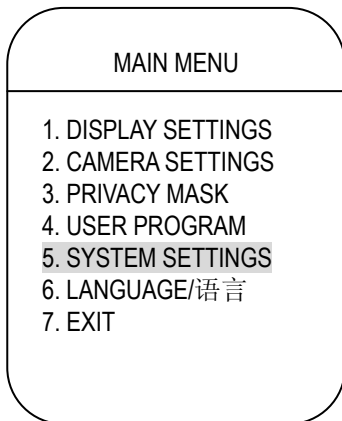 MAIN MENU
1. DISPLAY SETTINGS
2. CAMERA SETTINGS
3. PRIVACY MASK
4. USER PROGRAM
5. SYSTEM SETTINGS
6. LANGUAGE/语言
7. EXIT